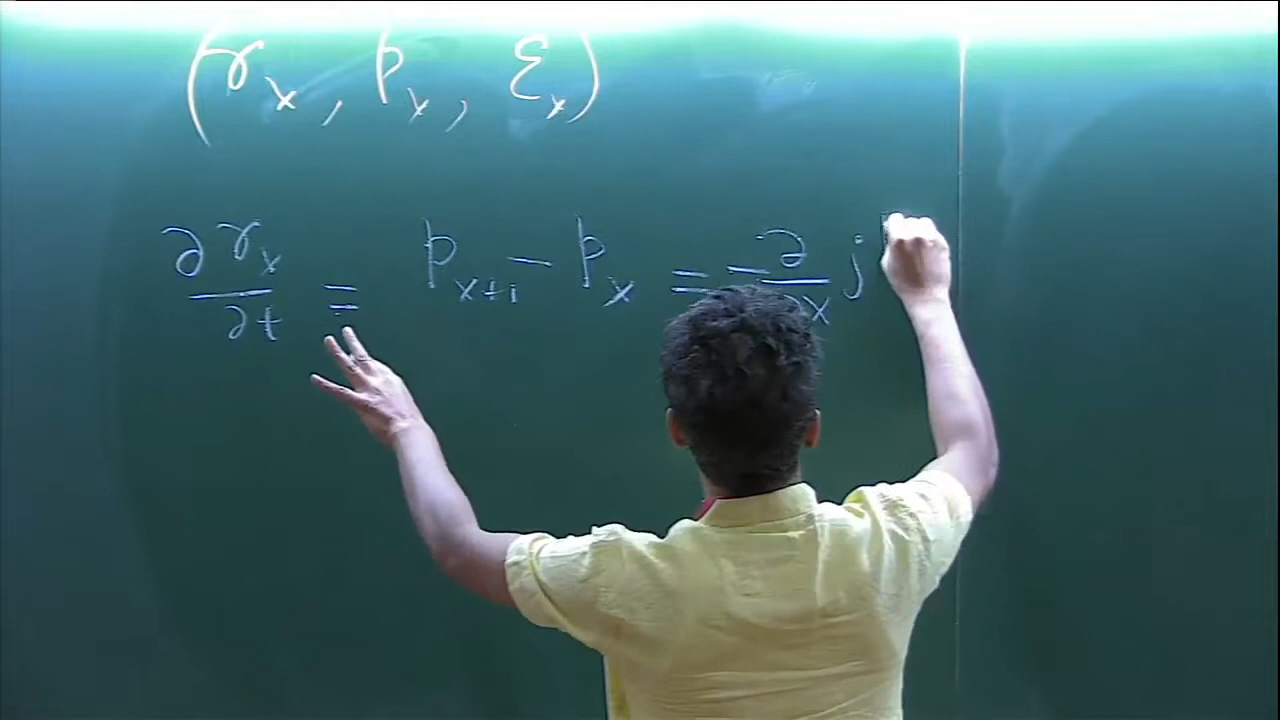 (r_x, p_x, ε_x)
∂r_x/∂t = p_{x+1} - p_x = -∂/∂x j